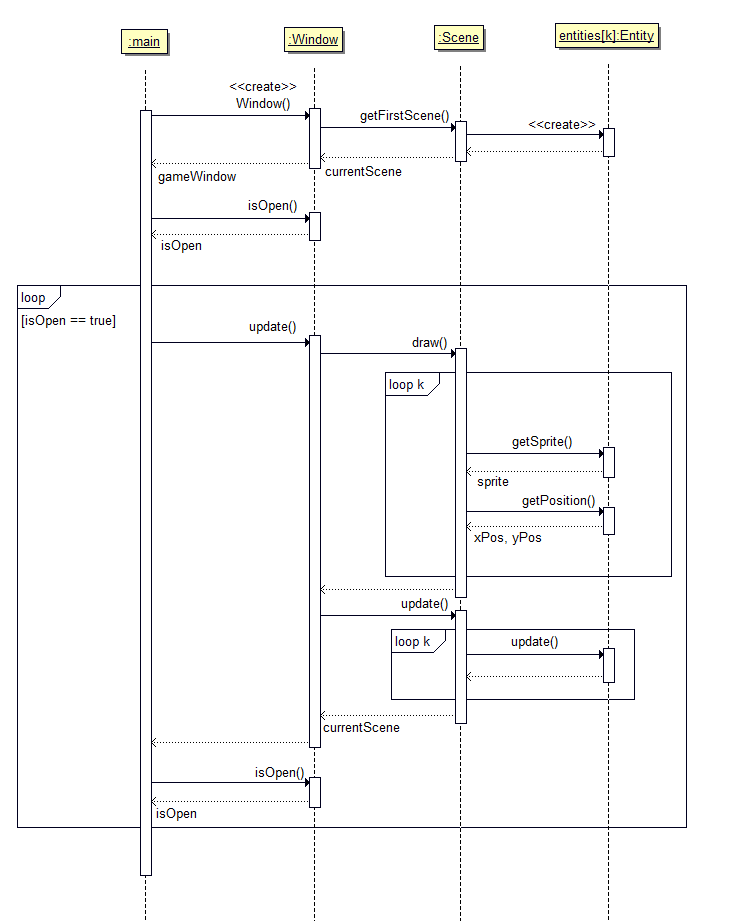 :main
:Window
:Scene
entities[k]:Entity
<<create>>
Window()
getFirstScene()
<<create>>
currentScene
gameWindow
isOpen()
isOpen
loop
[isOpen == true]
update()
draw()
loop k
getSprite()
sprite
getPosition()
xPos, yPos
update()
loop k
update()
currentScene
isOpen()
isOpen